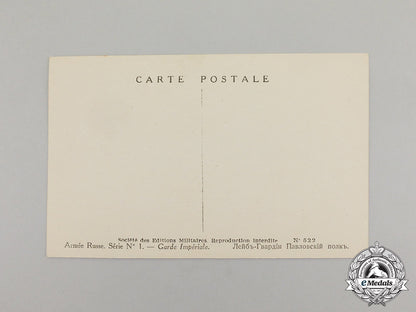 CARTE POSTALE
Société des Editions Militaires. Reproduction interdite N° 522
Armée Russe. Série N° 1. — Garde Impériale. Лейбъ-Гвардія Павловскій полкъ.
eMedals